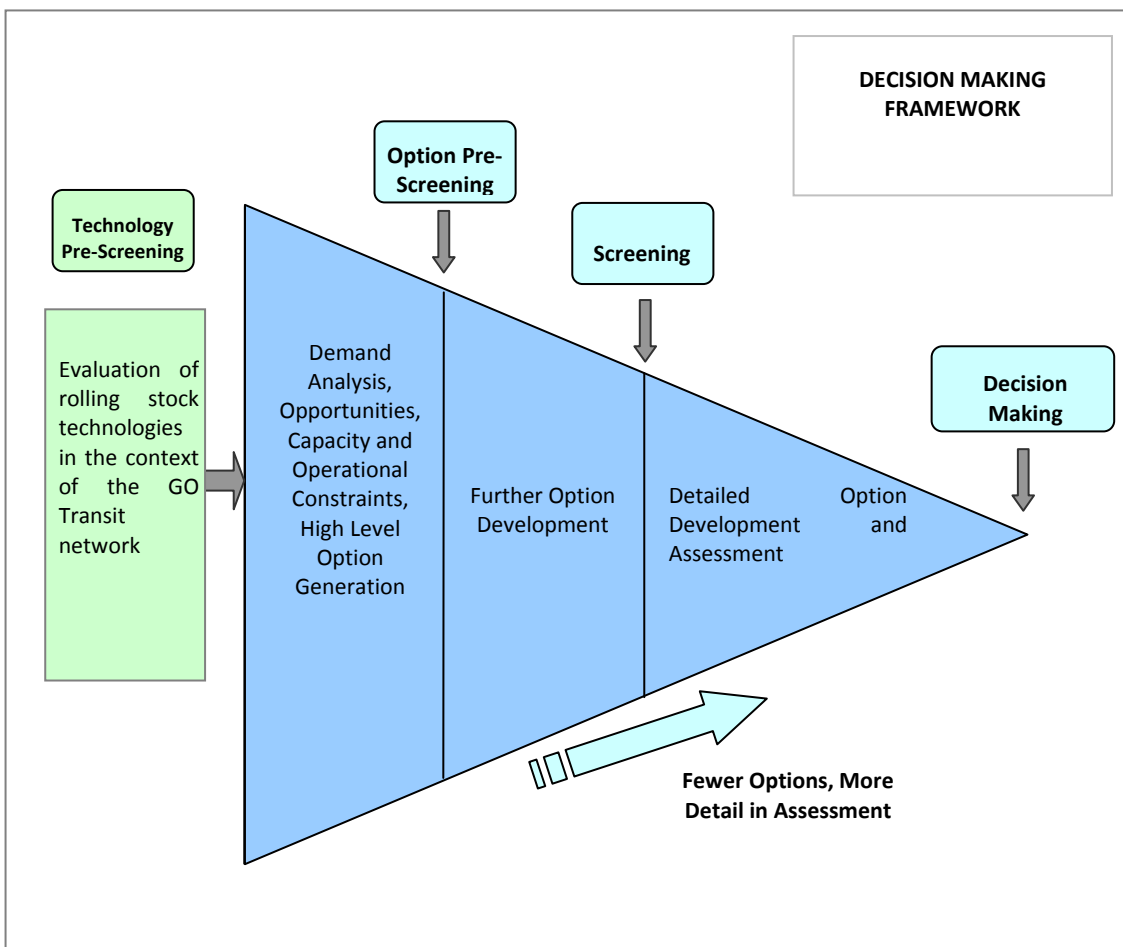 DECISION MAKING
FRAMEWORK
Option Pre-
Screening
Technology
Pre-Screening
Screening
Decision
Making
Evaluation of
rolling stock
technologies
in the context
of the GO
Transit
network
Demand
Analysis,
Opportunities,
Capacity and
Operational
Constraints,
High Level
Option
Generation
Further Option
Development
Detailed Option
Development and
Assessment
Fewer Options, More
Detail in Assessment